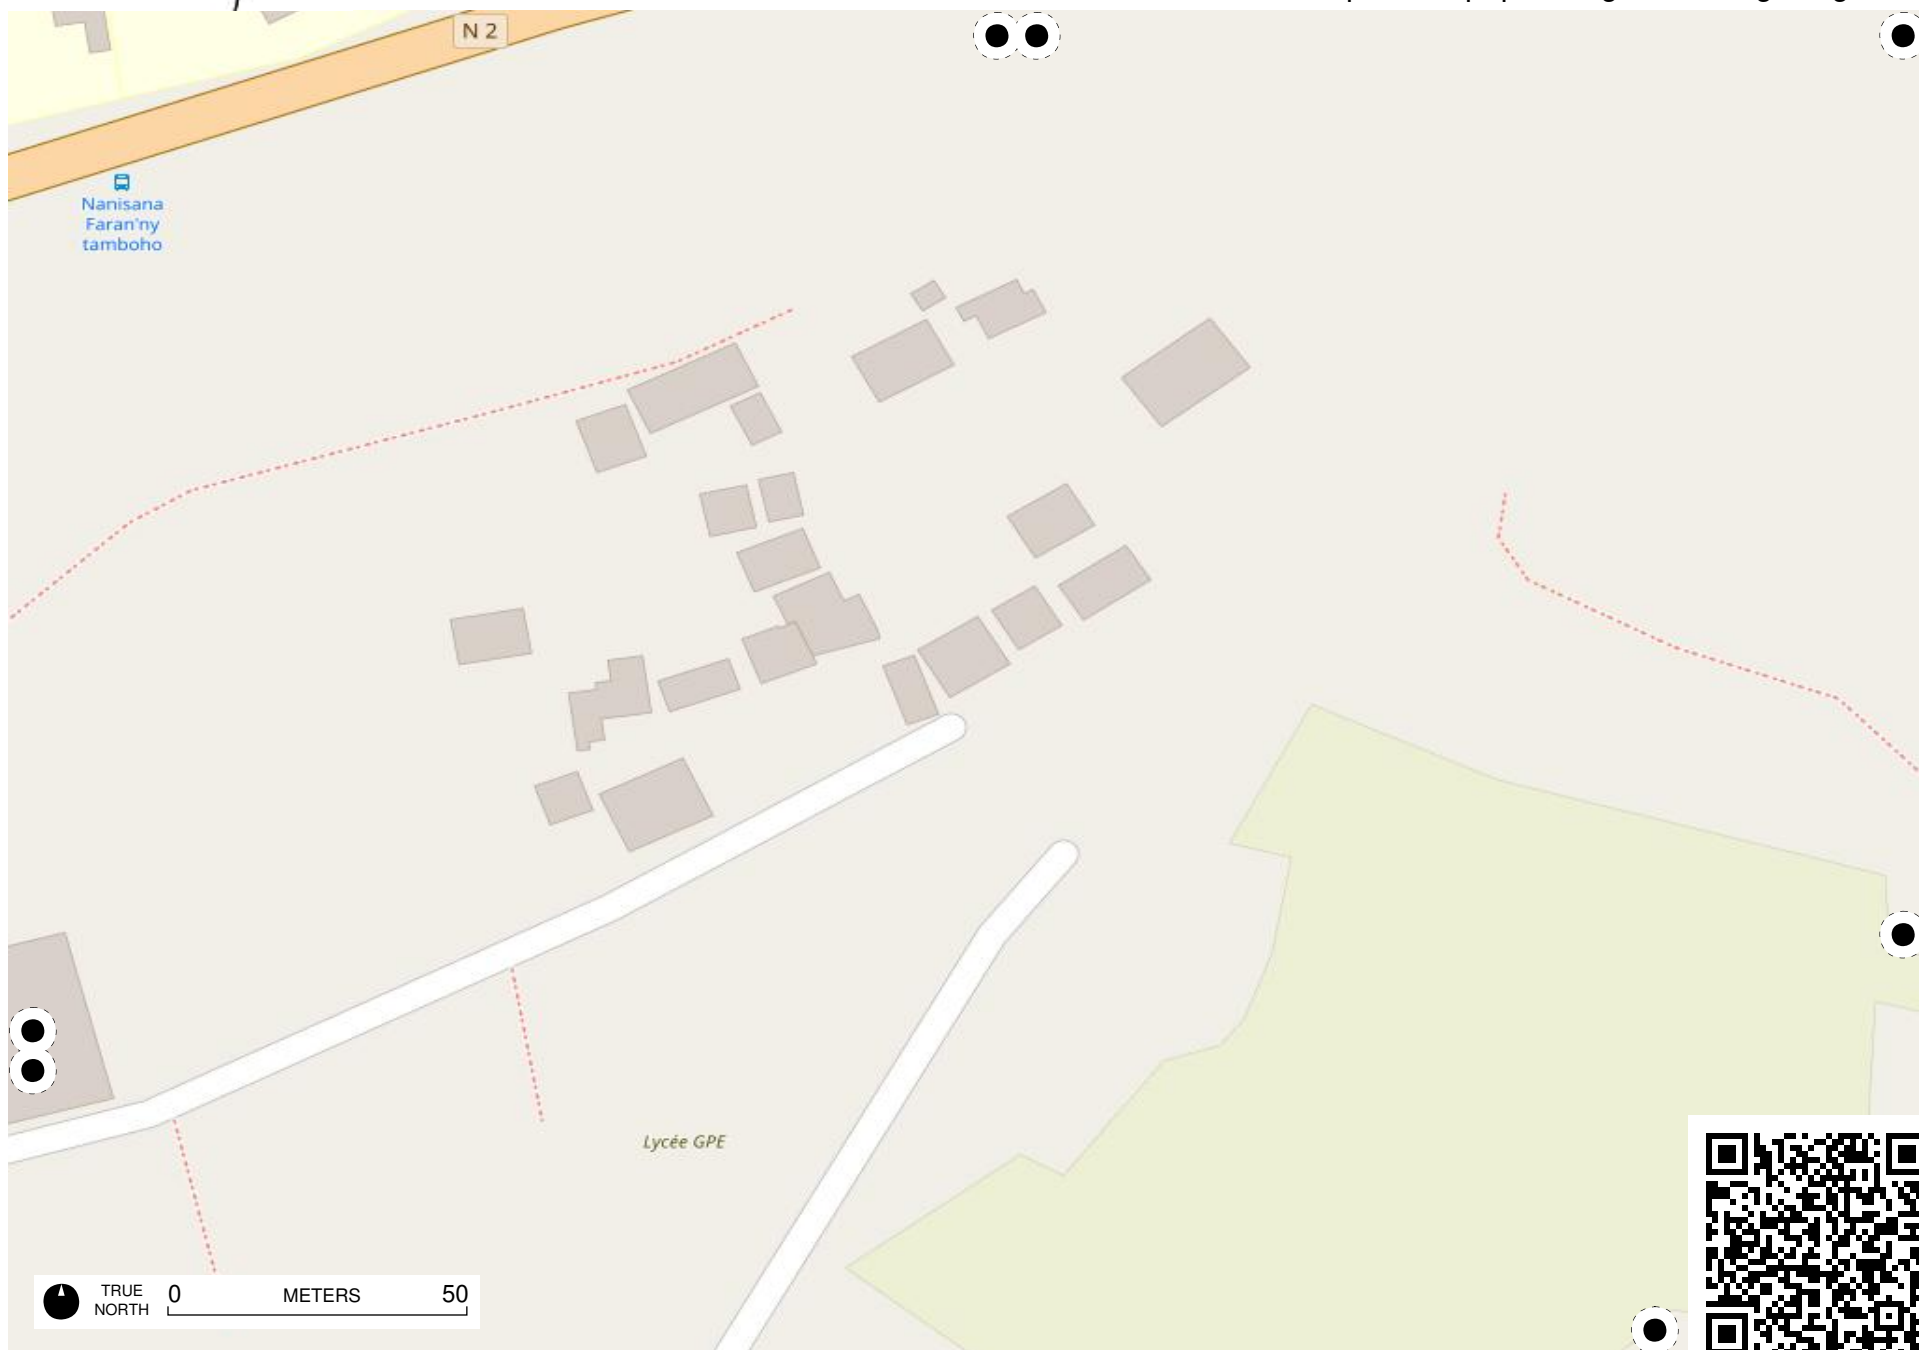 N 2
Nanisana
Faran'ny
tamboho
Lycée GPE
TRUE
NORTH
0 METERS 50